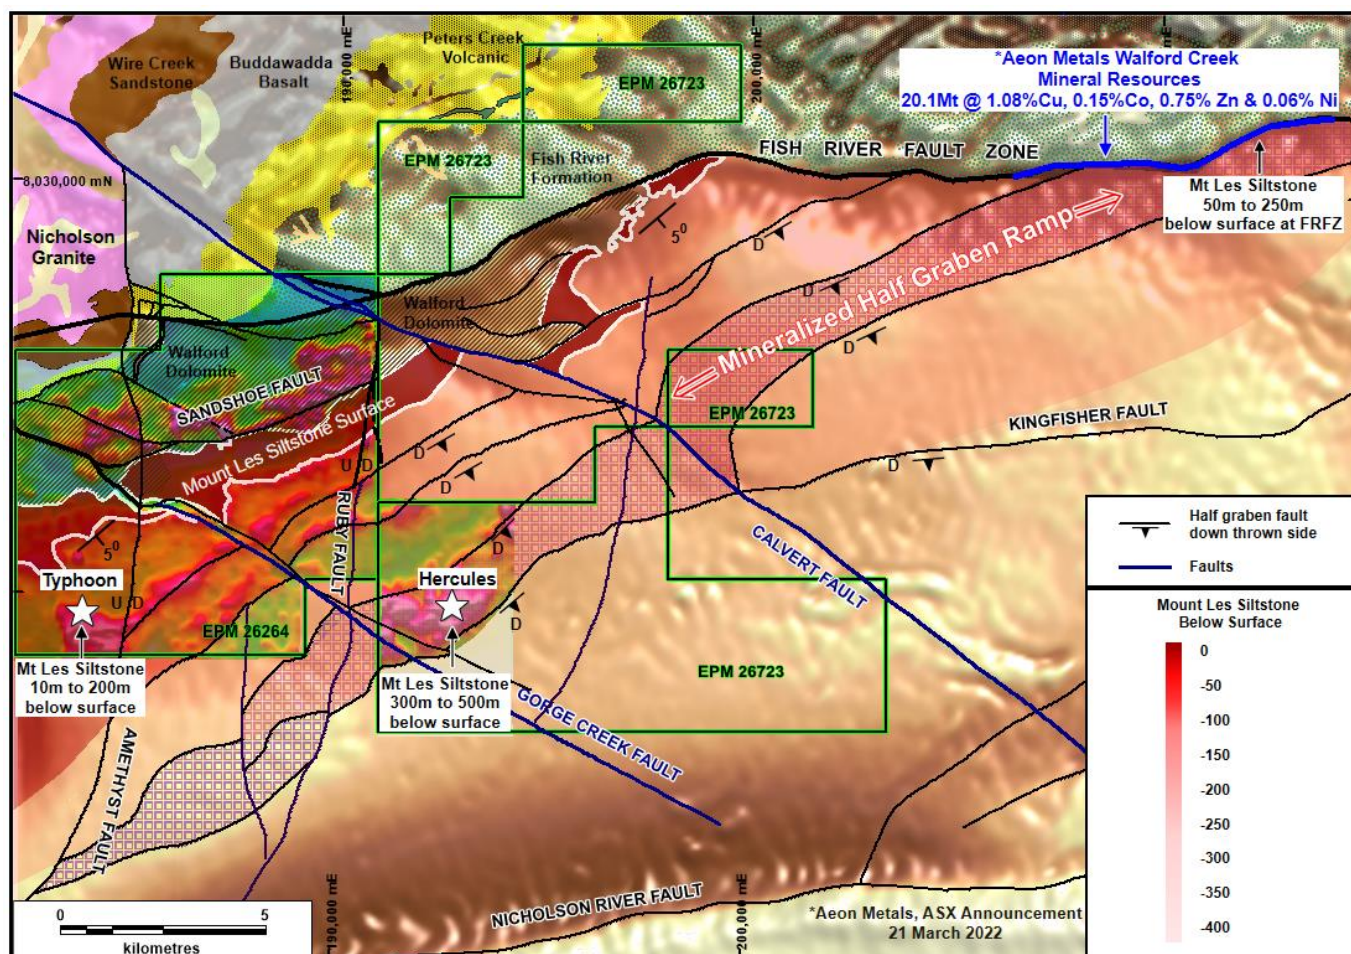 Wire Creek
Sandstone
Buddawadda
Basalt
190,000 mE
Peters Creek
Volcanic
EPM 26723
200,000 mE
*Aeon Metals Walford Creek
Mineral Resources
20.1Mt @ 1.08%Cu, 0.15%Co, 0.75% Zn & 0.06% Ni
EPM 26723
Fish River
Formation
FISH RIVER FAULT ZONE
8,030,000 mN
Mt Les Siltstone
50m to 250m
below surface at FRFZ
Nicholson
Granite
5⁰
D
Mineralized Half Graben Ramp
D
D
Walford
Dolomite
Walford
Dolomite
SANDSHOE FAULT
Mount Les Siltstone Surface
EPM 26723
KINGFISHER FAULT
D
D
D
U D
RUBY FAULT
CALVERT FAULT
D
5⁰
Typhoon
U D
Hercules
D
EPM 26264
EPM 26723
Mt Les Siltstone
10m to 200m
below surface
Mt Les Siltstone
300m to 500m
below surface
GORGE CREEK FAULT
AMETHYST FAULT
NICHOLSON RIVER FAULT
190,000 mE
200,000 mE
*Aeon Metals, ASX Announcement
21 March 2022
0 5
kilometres
Half graben fault
down thrown side
Faults
Mount Les Siltstone
Below Surface
0
-50
-100
-150
-200
-250
-300
-350
-400